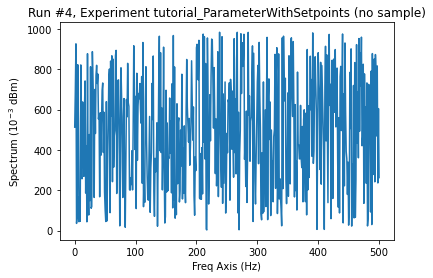 Run #4, Experiment tutorial_ParameterWithSetpoints (no sample)
1000
800
600
400
200
0
Spectrum (10⁻³ dBm)
0 100 200 300 400 500
Freq Axis (Hz)